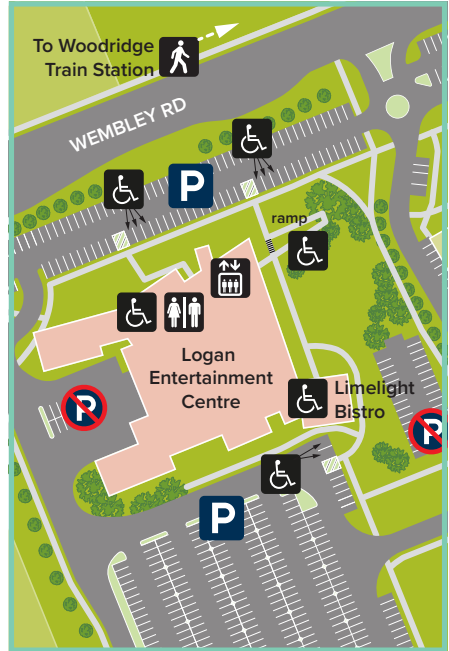 To Woodridge
Train Station
WEMBLEY RD
P
ramp
Logan
Entertainment
Centre
Limelight
Bistro
P
P
P